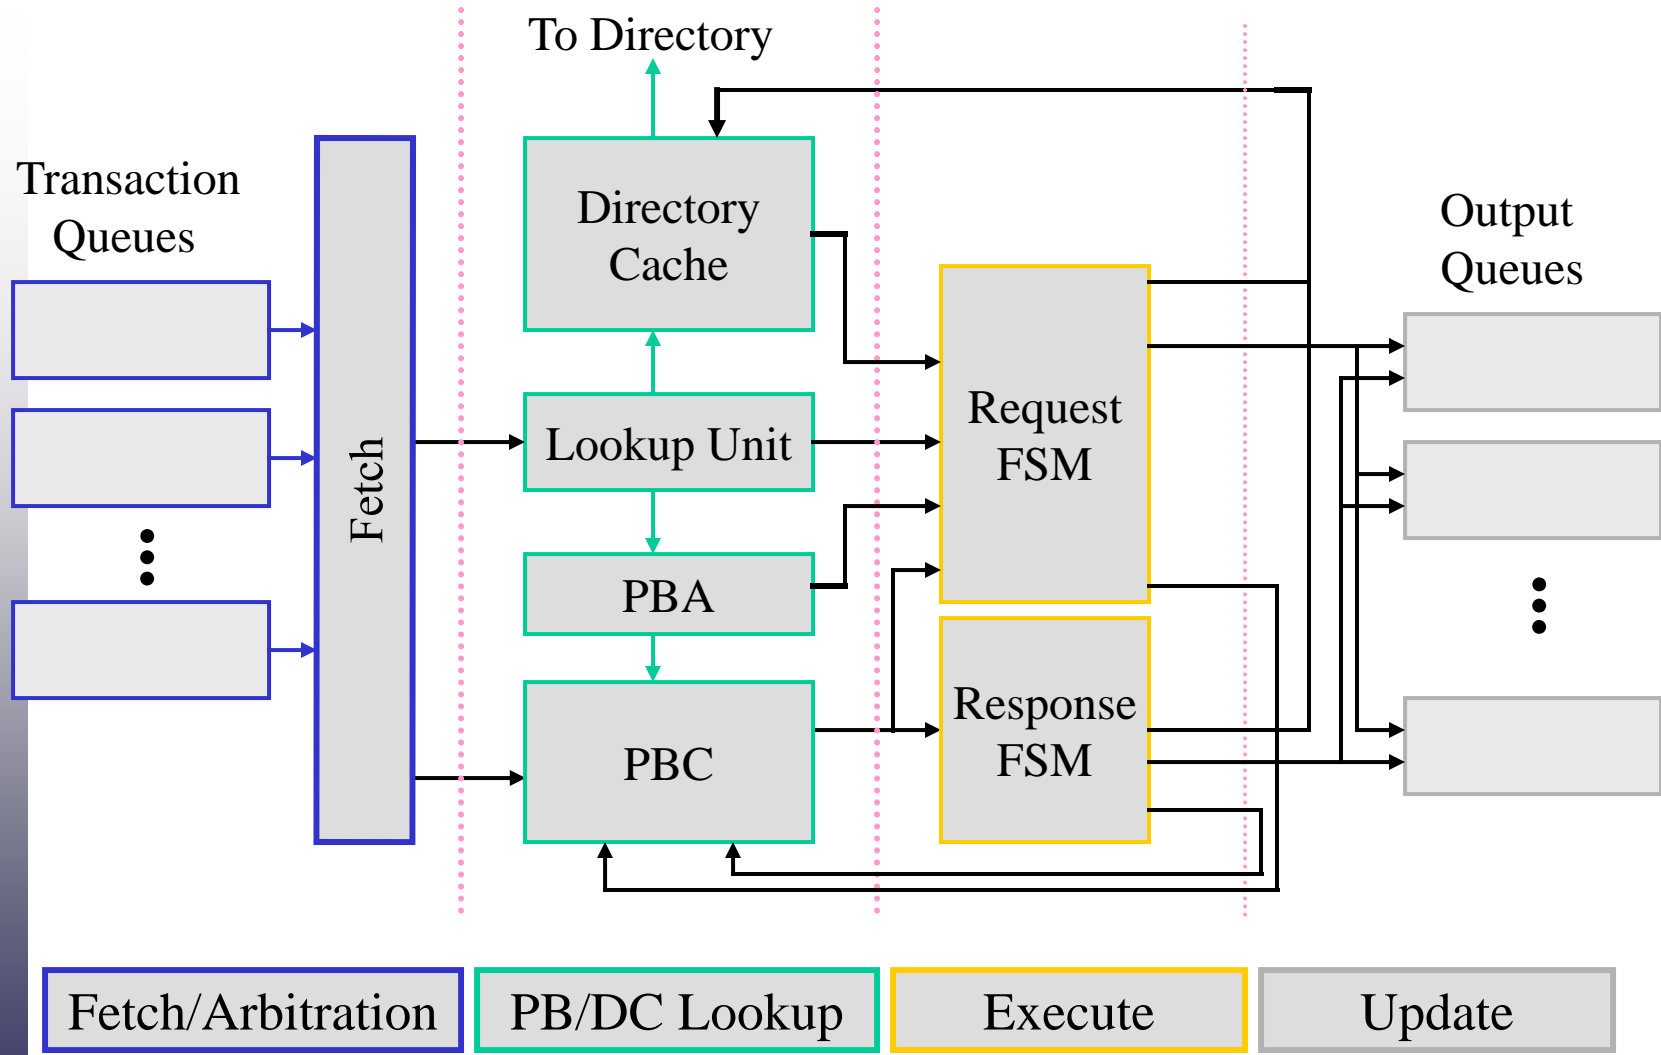 To Directory
Transaction
Queues
Fetch
Directory
Cache
Lookup Unit
PBA
PBC
Request
FSM
Response
FSM
Output
Queues
Fetch/Arbitration
PB/DC Lookup
Execute
Update